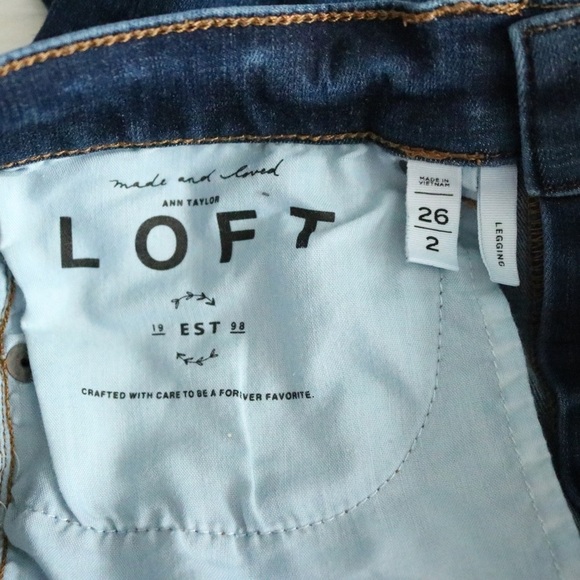 made and loved
ANN TAYLOR
LOFT
19 EST 98
CRAFTED WITH CARE TO BE A FOREVER FAVORITE.
MADE IN
VIETNAM
26
2
LEGGING